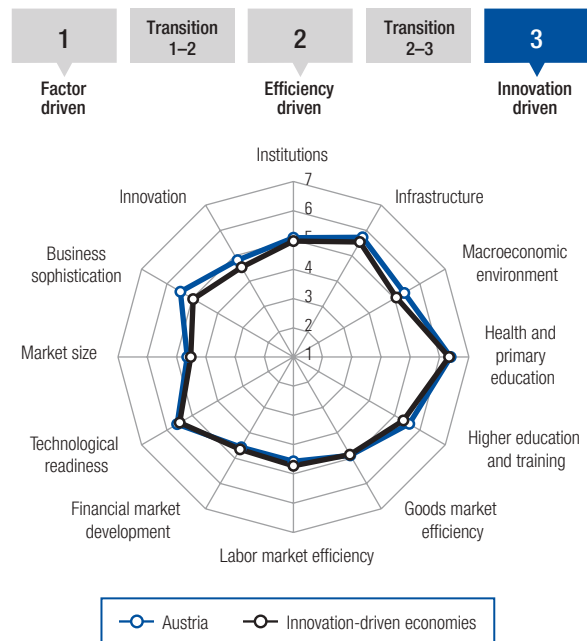 1
Transition
1–2
2
Transition
2–3
3
Factor
driven
Efficiency
driven
Innovation
driven
Institutions
7
6
5
4
3
2
1
Infrastructure
Macroeconomic
environment
Health and
primary
education
Higher education
and training
Goods market
efficiency
Labor market efficiency
Financial market
development
Technological
readiness
Market size
Business
sophistication
Innovation
Austria
Innovation-driven economies